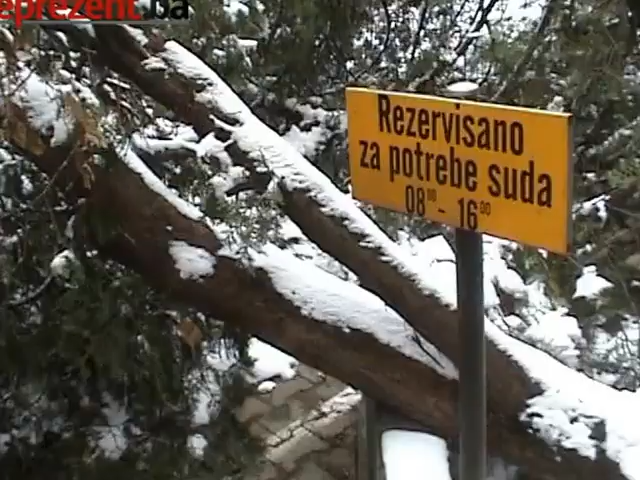 eprezent.ba
Rezervisano
za potrebe suda
08⁰⁰ - 16⁰⁰